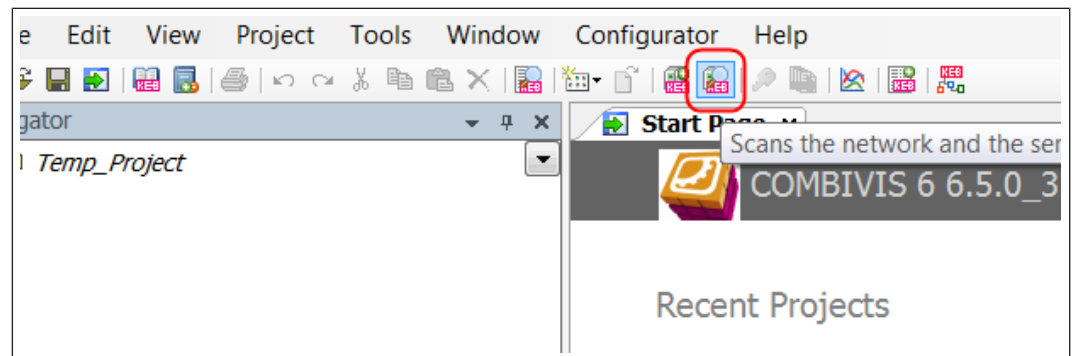 e Edit View Project Tools Window Configurator Help
gator
Temp_Project
Start Page
Scans the network and the ser
COMBIVIS 6 6.5.0_3
Recent Projects